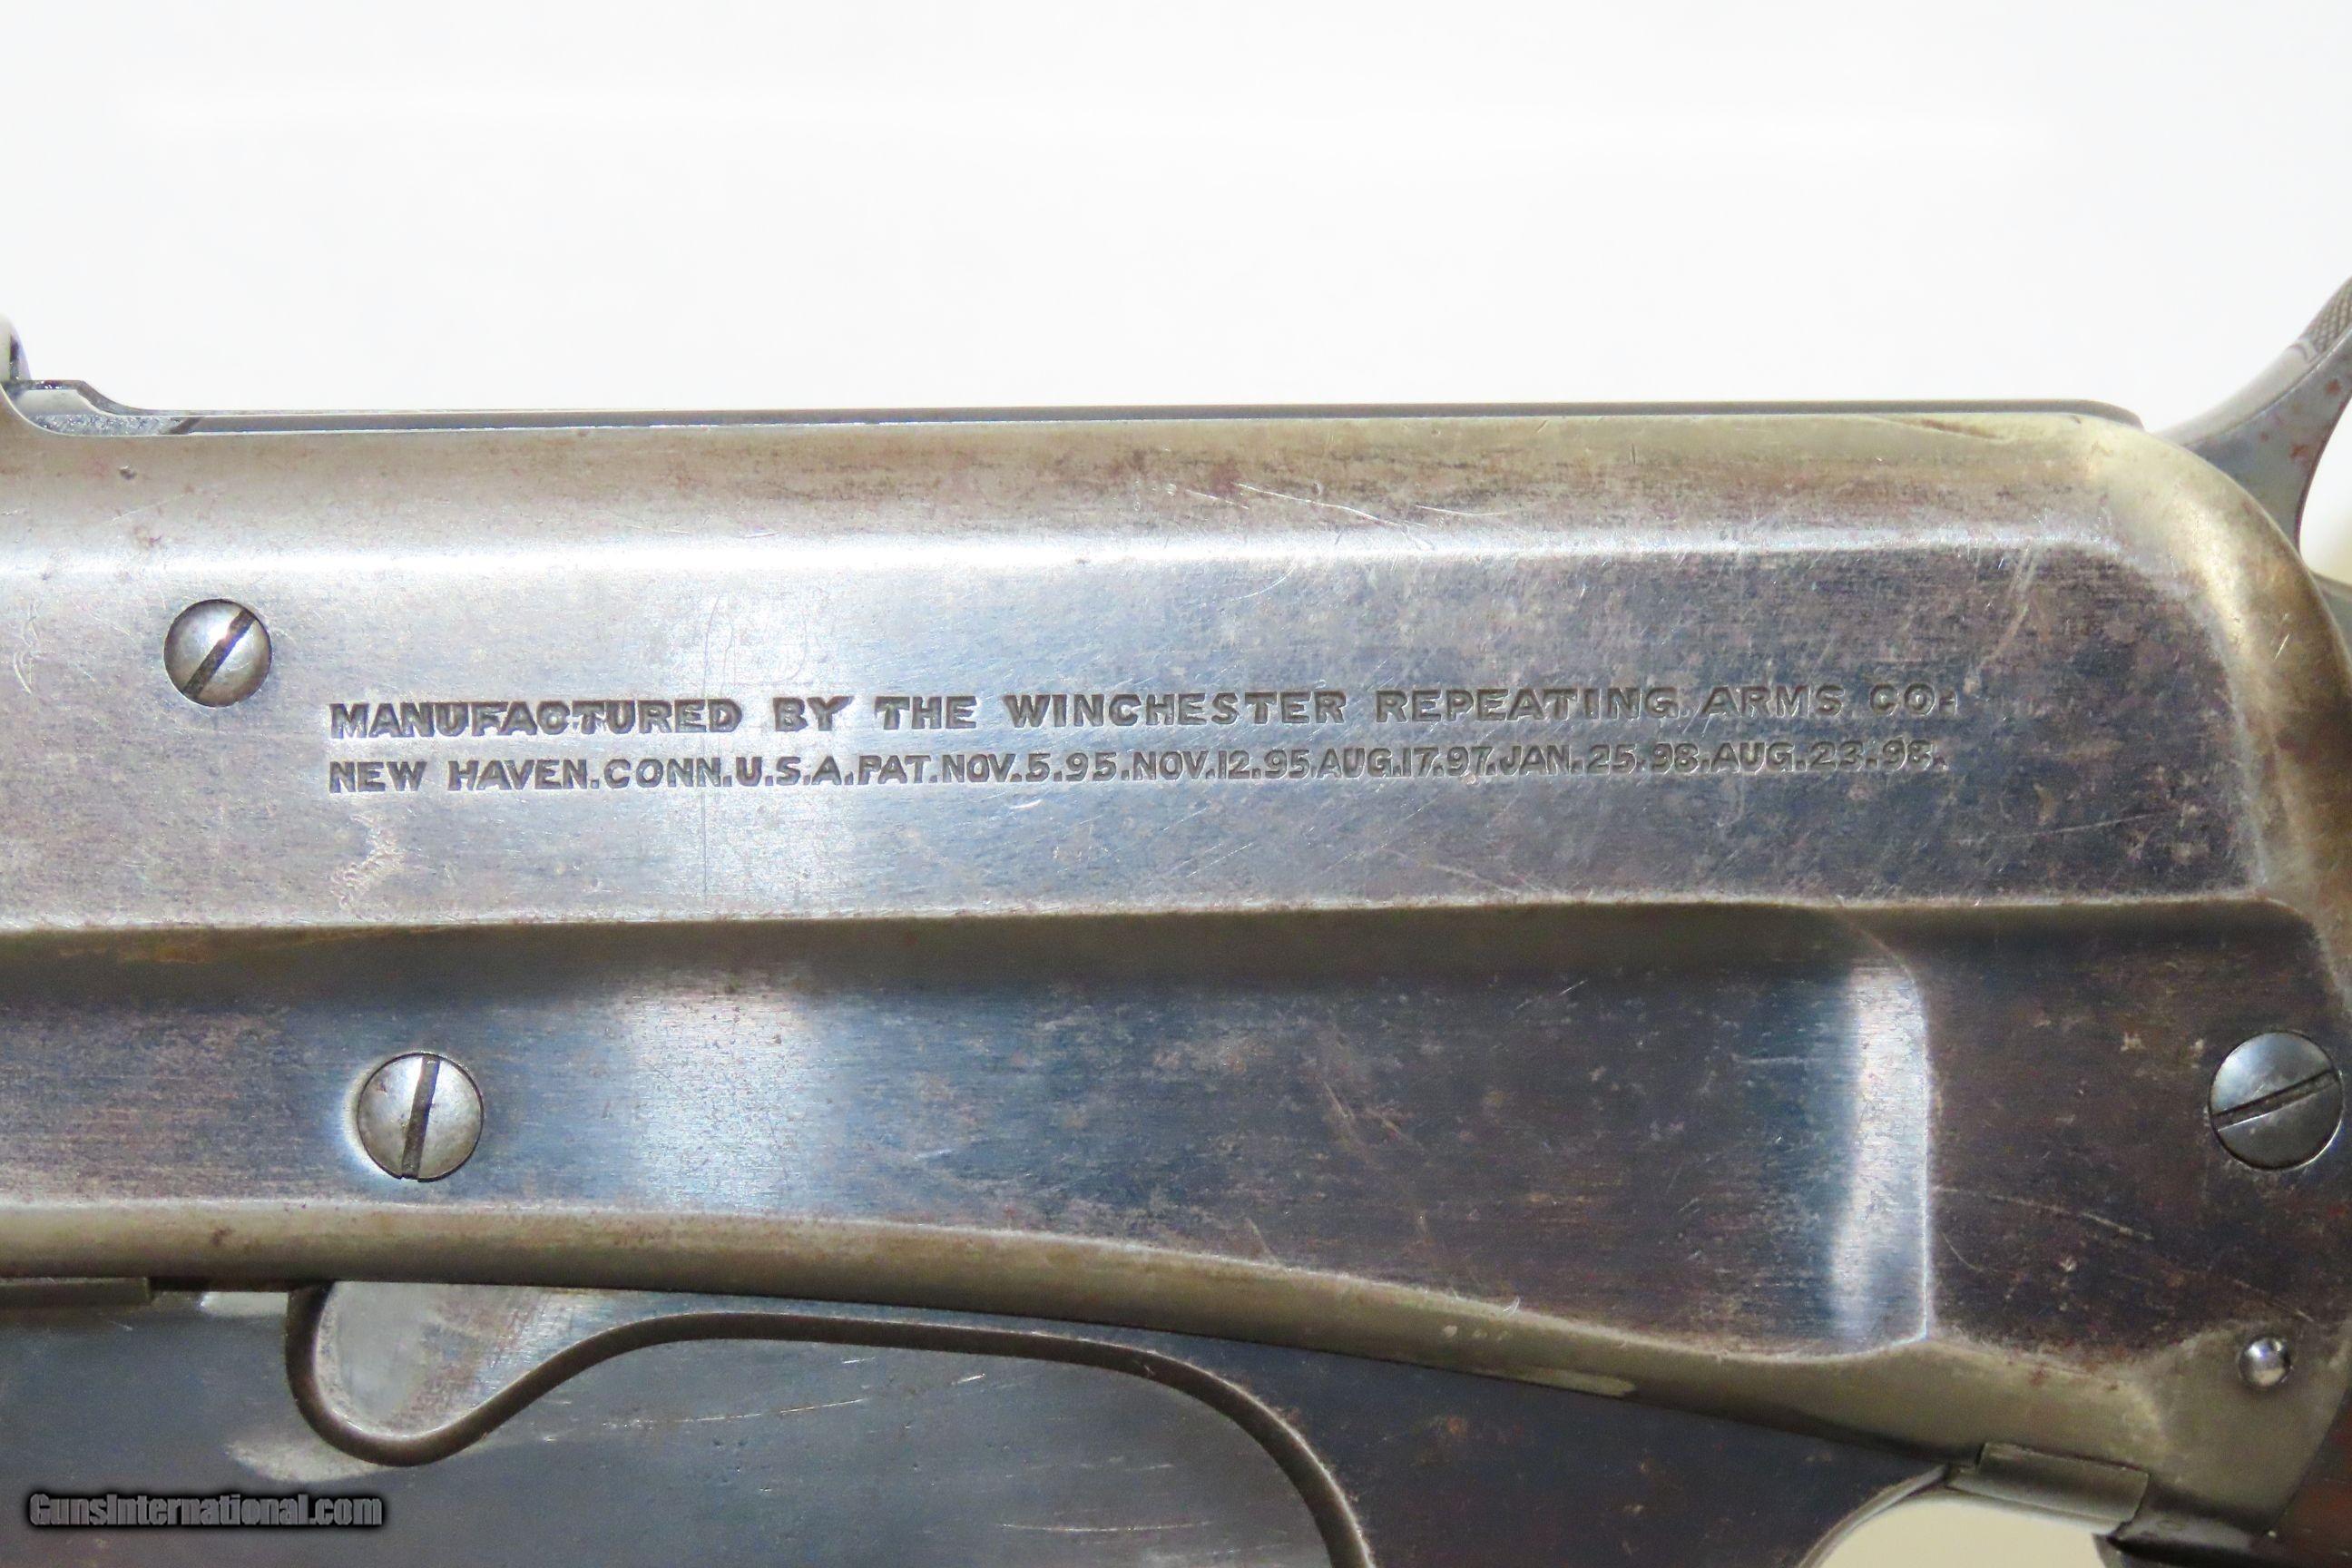 MANUFACTURED BY THE WINCHESTER REPEATING ARMS CO.
NEW HAVEN.CONN.U.S.A.PAT.NOV.5.95.NOV.12.95.AUG.17.97.JAN.25.98.AUG.23.98.
GunsInternational.com